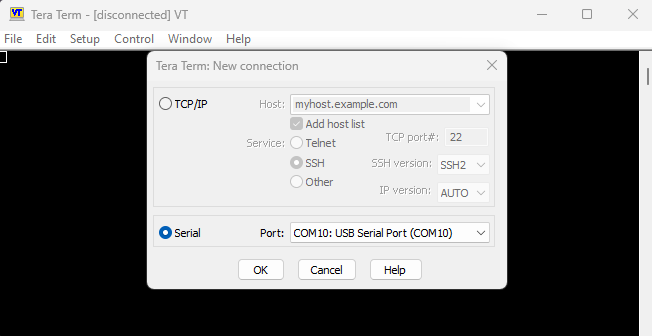 VT Tera Term - [disconnected] VT
File Edit Setup Control Window Help
Tera Term: New connection
TCP/IP Host: myhost.example.com
Add host list
Service: Telnet TCP port#: 22
SSH SSH version: SSH2
Other IP version: AUTO
Serial Port: COM10: USB Serial Port (COM10)
OK Cancel Help